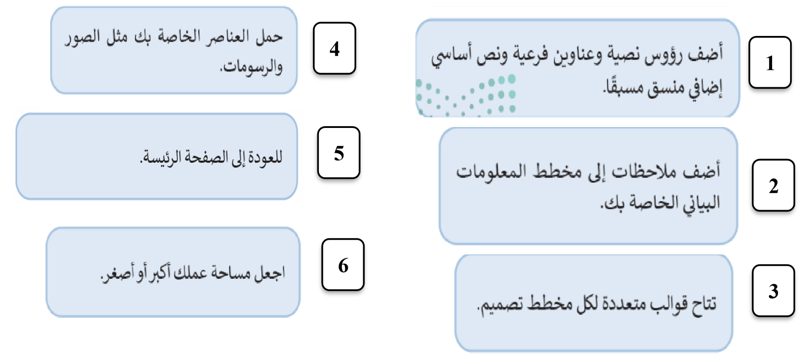 1
أضف رؤوس نصية وعناوين فرعية ونص أساسي
إضافي منسق مسبقًا.
2
أضف ملاحظات إلى مخطط المعلومات
البياني الخاصة بك.
3
تتاح قوالب متعددة لكل مخطط تصميم.
4
حمل العناصر الخاصة بك مثل الصور
والرسومات.
5
للعودة إلى الصفحة الرئيسة.
6
اجعل مساحة عملك أكبر أو أصغر.